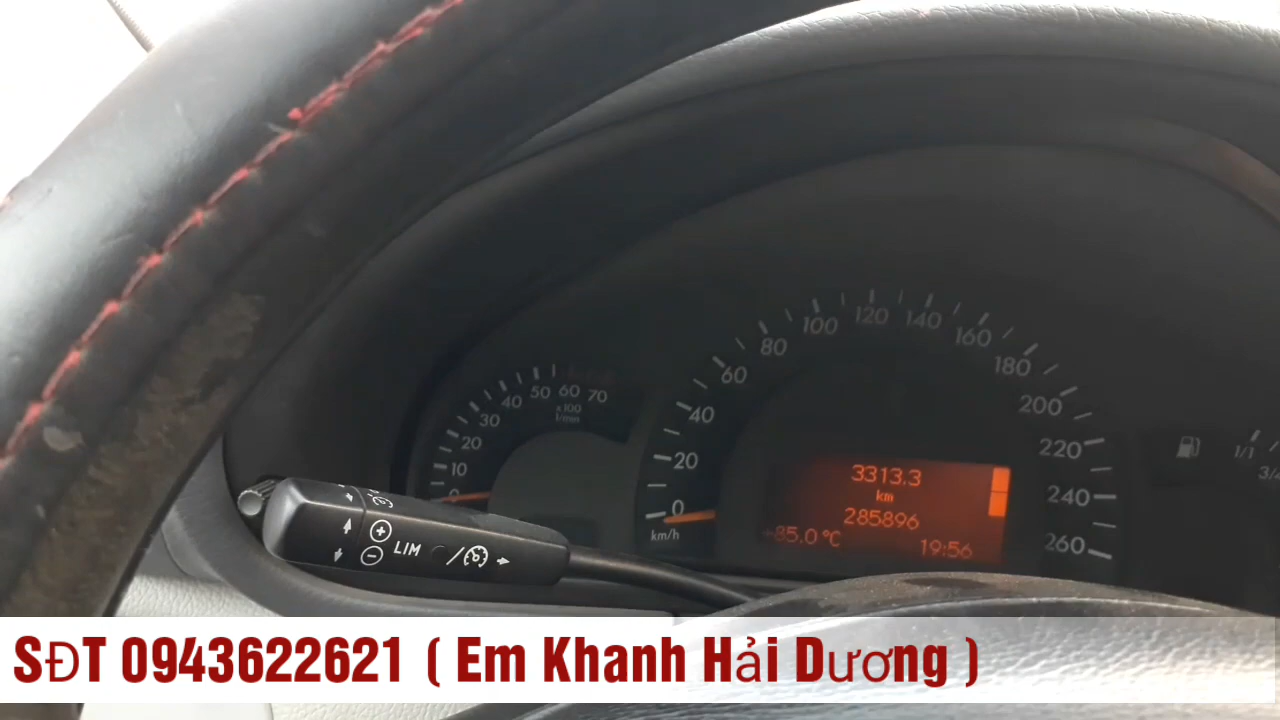 100 120 140
80 160
60 180
50 60 70
40 x100
30 1/min
20
10
0
40 200
20 220
0 240
km/h 260
1/1
3313.3
km
285896
+85.0°C 19:56
LIM
SĐT 0943622621 ( Em Khanh Hải Dương )